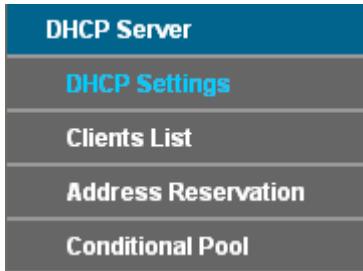 DHCP Server
DHCP Settings
Clients List
Address Reservation
Conditional Pool